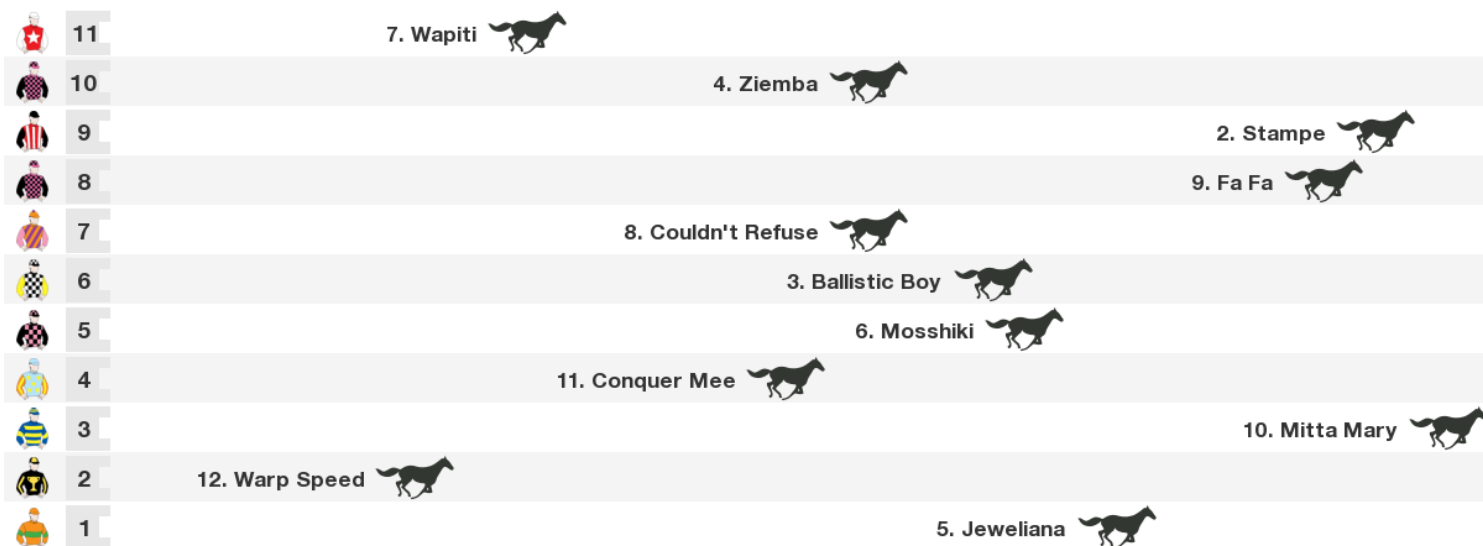 11 7. Wapiti
10 4. Ziemba
9 2. Stampe
8 9. Fa Fa
7 8. Couldn't Refuse
6 3. Ballistic Boy
5 6. Mosshiki
4 11. Conquer Mee
3 10. Mitta Mary
2 12. Warp Speed
1 5. Jeweliana